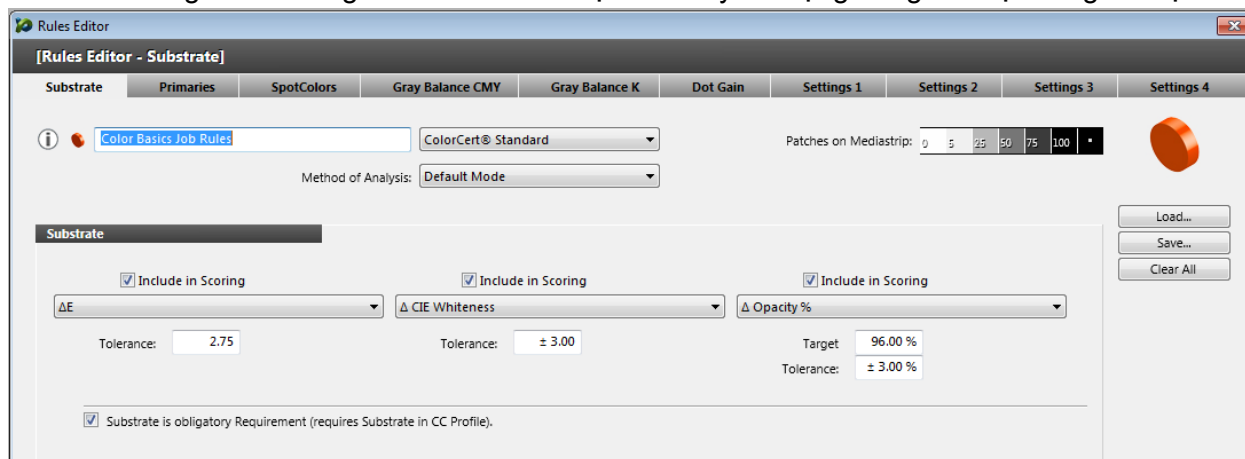 Rules Editor
[Rules Editor - Substrate]
Substrate Primaries SpotColors Gray Balance CMY Gray Balance K Dot Gain Settings 1 Settings 2 Settings 3 Settings 4
Color Basics Job Rules ColorCert® Standard Patches on Mediastrip: 0 5 25 50 75 100 *
Method of Analysis: Default Mode
Load...
Substrate
Save...
Clear All
Include in Scoring Include in Scoring Include in Scoring
ΔE Δ CIE Whiteness Δ Opacity %
Tolerance: 2.75 Tolerance: ± 3.00 Target 96.00 %
Tolerance: ± 3.00 %
Substrate is obligatory Requirement (requires Substrate in CC Profile).